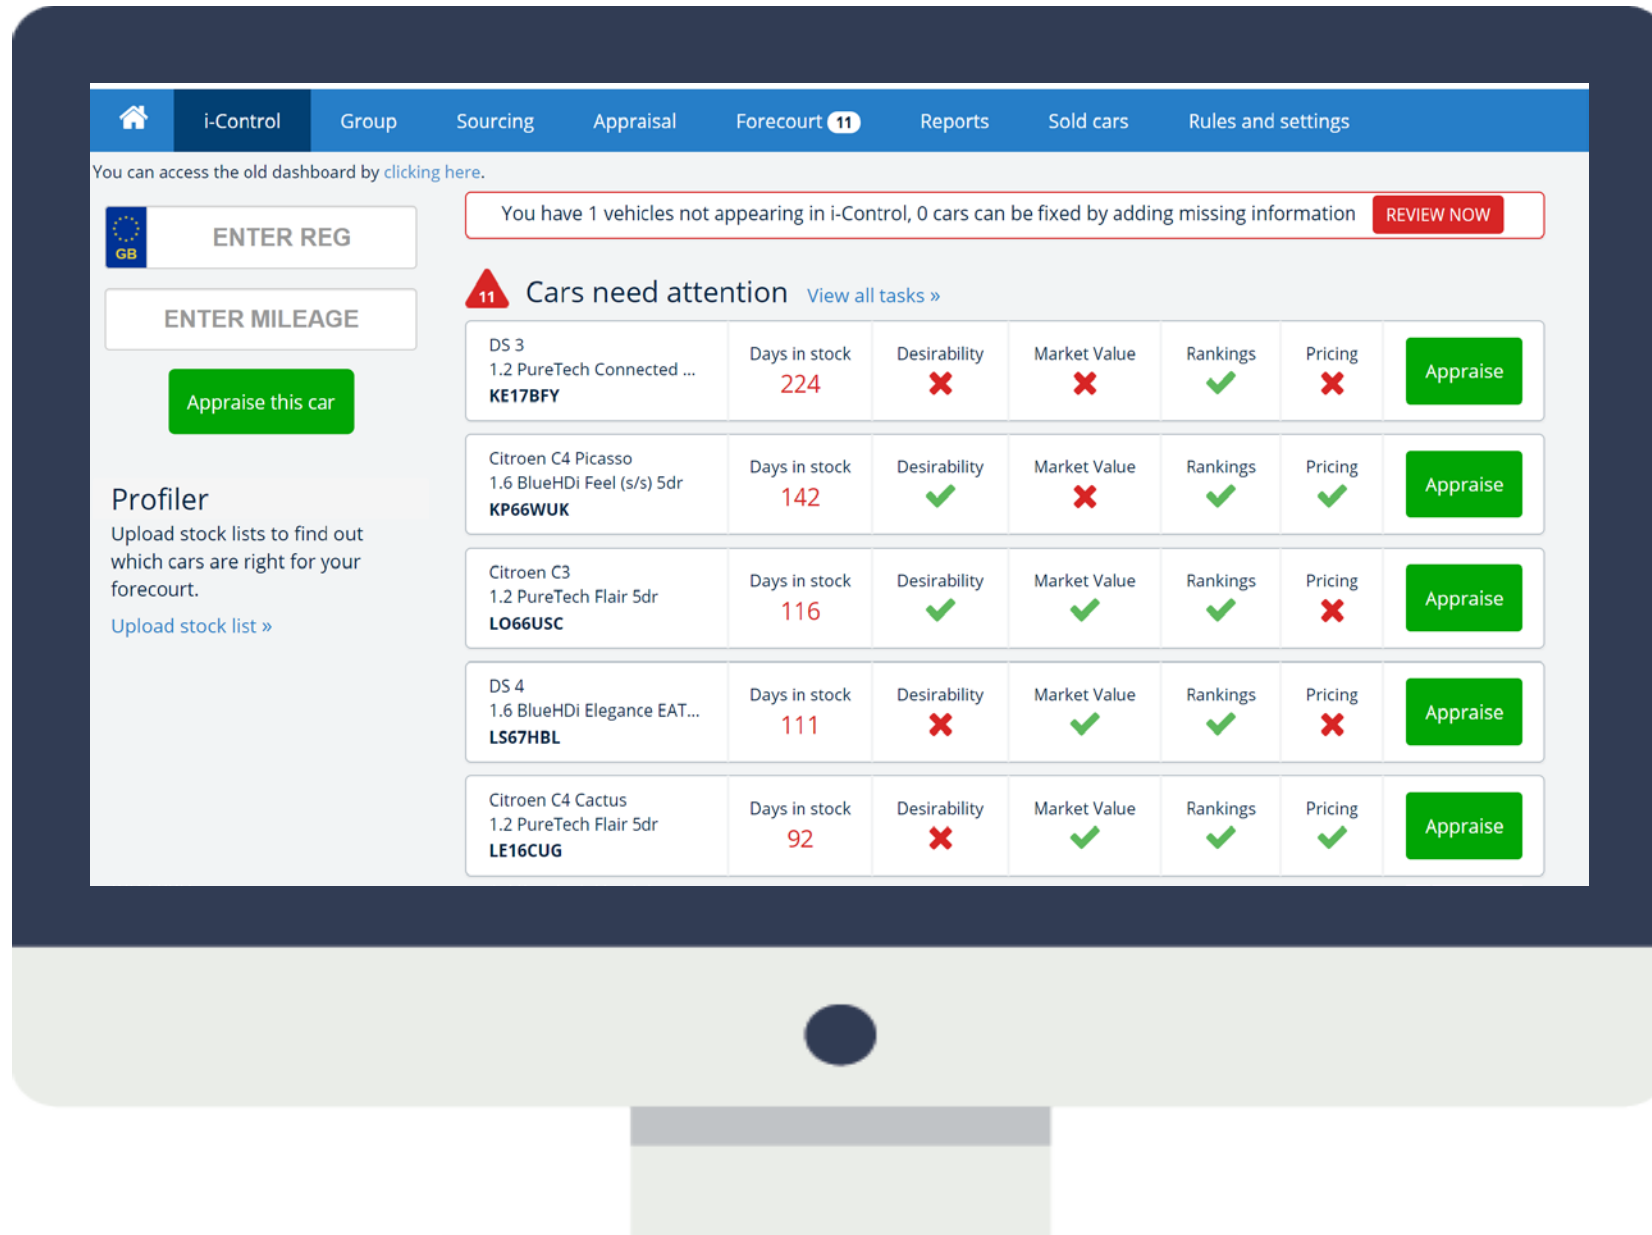 i-Control Group Sourcing Appraisal Forecourt 11 Reports Sold cars Rules and settings
You can access the old dashboard by clicking here.
GB
ENTER REG
ENTER MILEAGE
Appraise this car
Profiler
Upload stock lists to find out
which cars are right for your
forecourt.
Upload stock list »
You have 1 vehicles not appearing in i-Control, 0 cars can be fixed by adding missing information REVIEW NOW
11 Cars need attention View all tasks »
DS 3
1.2 PureTech Connected ...
KE17BFY
Days in stock Desirability Market Value Rankings Pricing
224
Appraise
Citroen C4 Picasso
1.6 BlueHDi Feel (s/s) 5dr
KP66WUK
Days in stock Desirability Market Value Rankings Pricing
142
Appraise
Citroen C3
1.2 PureTech Flair 5dr
LO66USC
Days in stock Desirability Market Value Rankings Pricing
116
Appraise
DS 4
1.6 BlueHDi Elegance EAT...
LS67HBL
Days in stock Desirability Market Value Rankings Pricing
111
Appraise
Citroen C4 Cactus
1.2 PureTech Flair 5dr
LE16CUG
Days in stock Desirability Market Value Rankings Pricing
92
Appraise